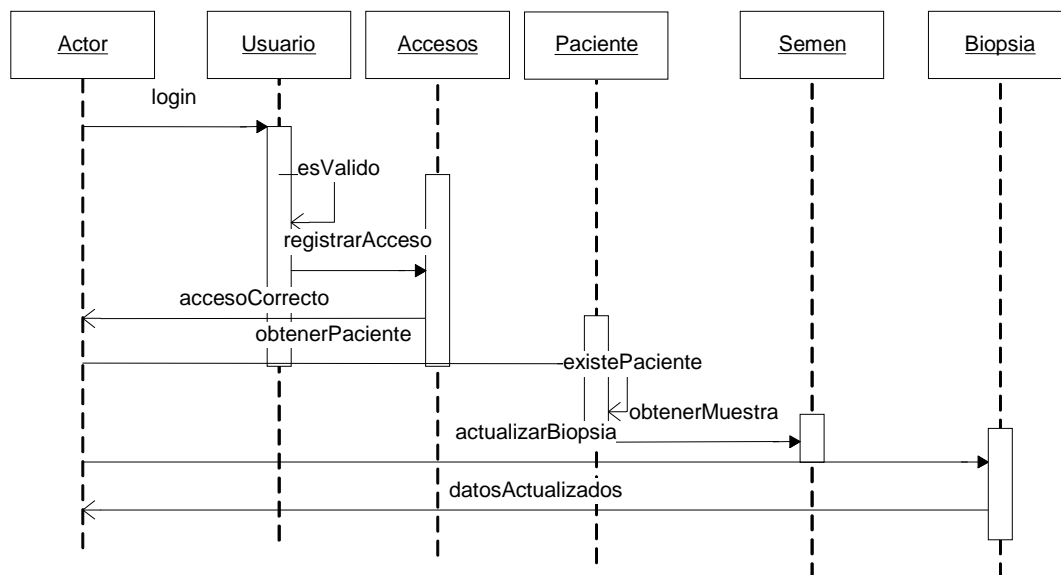 Actor
Usuario
Accesos
Paciente
Semen
Biopsia
login
esValido
registrarAcceso
accesoCorrecto
obtenerPaciente
existePaciente
obtenerMuestra
actualizarBiopsia
datosActualizados